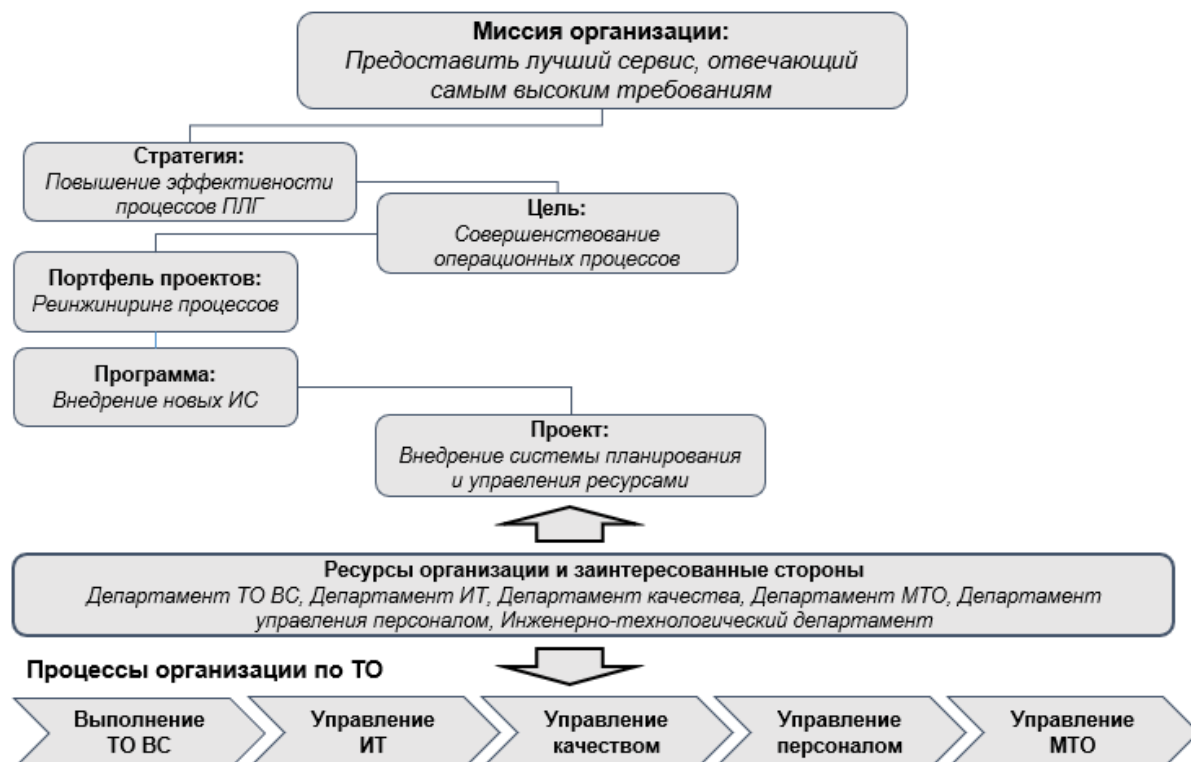 Миссия организации:
Предоставить лучший сервис, отвечающий
самым высоким требованиям
Стратегия:
Повышение эффективности
процессов ПЛГ
Цель:
Совершенствование
операционных процессов
Портфель проектов:
Реинжиниринг процессов
Программа:
Внедрение новых ИС
Проект:
Внедрение системы планирования
и управления ресурсами
Ресурсы организации и заинтересованные стороны
Департамент ТО ВС, Департамент ИТ, Департамент качества, Департамент МТО, Департамент
управления персоналом, Инженерно-технологический департамент
Процессы организации по ТО
Выполнение
ТО ВС
Управление
ИТ
Управление
качеством
Управление
персоналом
Управление
МТО